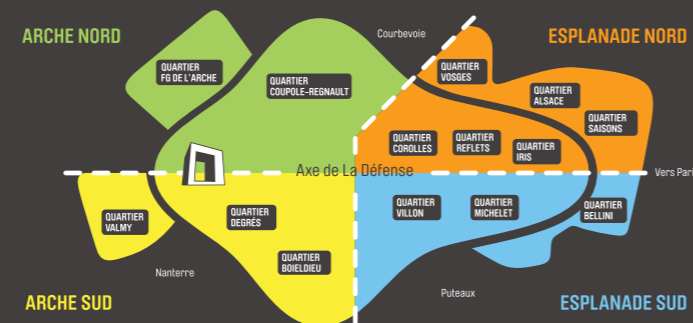 ARCHE NORD
Courbevoie
ESPLANADE NORD
QUARTIER
FG DE L'ARCHE
QUARTIER
COUPOLE-REGNAULT
QUARTIER
VOSGES
QUARTIER
ALSACE
QUARTIER
SAISONS
QUARTIER
COROLLES
QUARTIER
REFLETS
QUARTIER
IRIS
Axe de La Défense
Vers Pari
QUARTIER
VALMY
QUARTIER
DEGRÉS
QUARTIER
BOIELDIEU
QUARTIER
VILLON
QUARTIER
MICHELET
QUARTIER
BELLINI
Nanterre
Puteaux
ARCHE SUD
ESPLANADE SUD